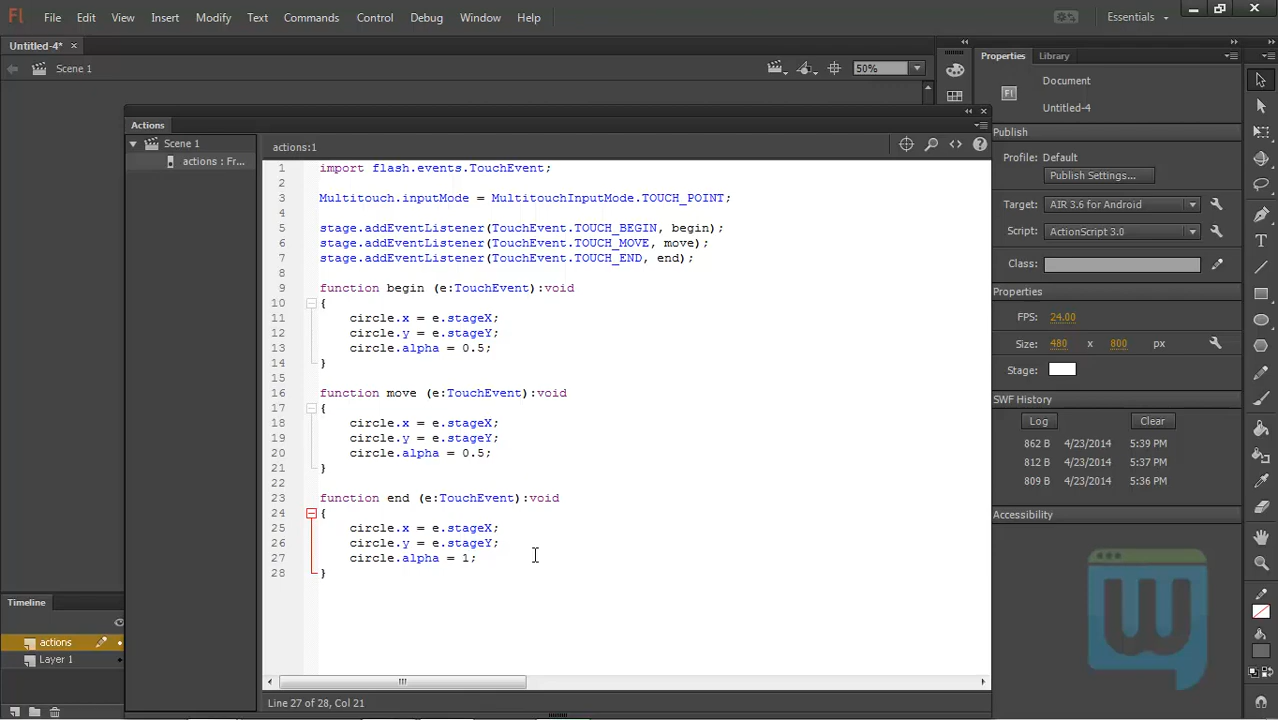 Fl File Edit View Insert Modify Text Commands Control Debug Window Help Essentials
Untitled-4* ×
Scene 1 50%
Properties Library
Fl Document
Untitled-4
Actions
Scene 1
actions : Fr...
actions:1
1 import flash.events.TouchEvent;
2
3 Multitouch.inputMode = MultitouchInputMode.TOUCH_POINT;
4
5 stage.addEventListener(TouchEvent.TOUCH_BEGIN, begin);
6 stage.addEventListener(TouchEvent.TOUCH_MOVE, move);
7 stage.addEventListener(TouchEvent.TOUCH_END, end);
8
9 function begin (e:TouchEvent):void
10 {
11 circle.x = e.stageX;
12 circle.y = e.stageY;
13 circle.alpha = 0.5;
14 }
15
16 function move (e:TouchEvent):void
17 {
18 circle.x = e.stageX;
19 circle.y = e.stageY;
20 circle.alpha = 0.5;
21 }
22
23 function end (e:TouchEvent):void
24 {
25 circle.x = e.stageX;
26 circle.y = e.stageY;
27 circle.alpha = 1;
28 }
Line 27 of 28, Col 21
Publish
Profile: Default
Publish Settings...
Target: AIR 3.6 for Android
Script: ActionScript 3.0
Class:
Properties
FPS: 24.00
Size: 480 x 800 px
Stage:
SWF History
Log Clear
862 B 4/23/2014 5:39 PM
812 B 4/23/2014 5:37 PM
809 B 4/23/2014 5:36 PM
Accessibility
Timeline
actions
Layer 1
W